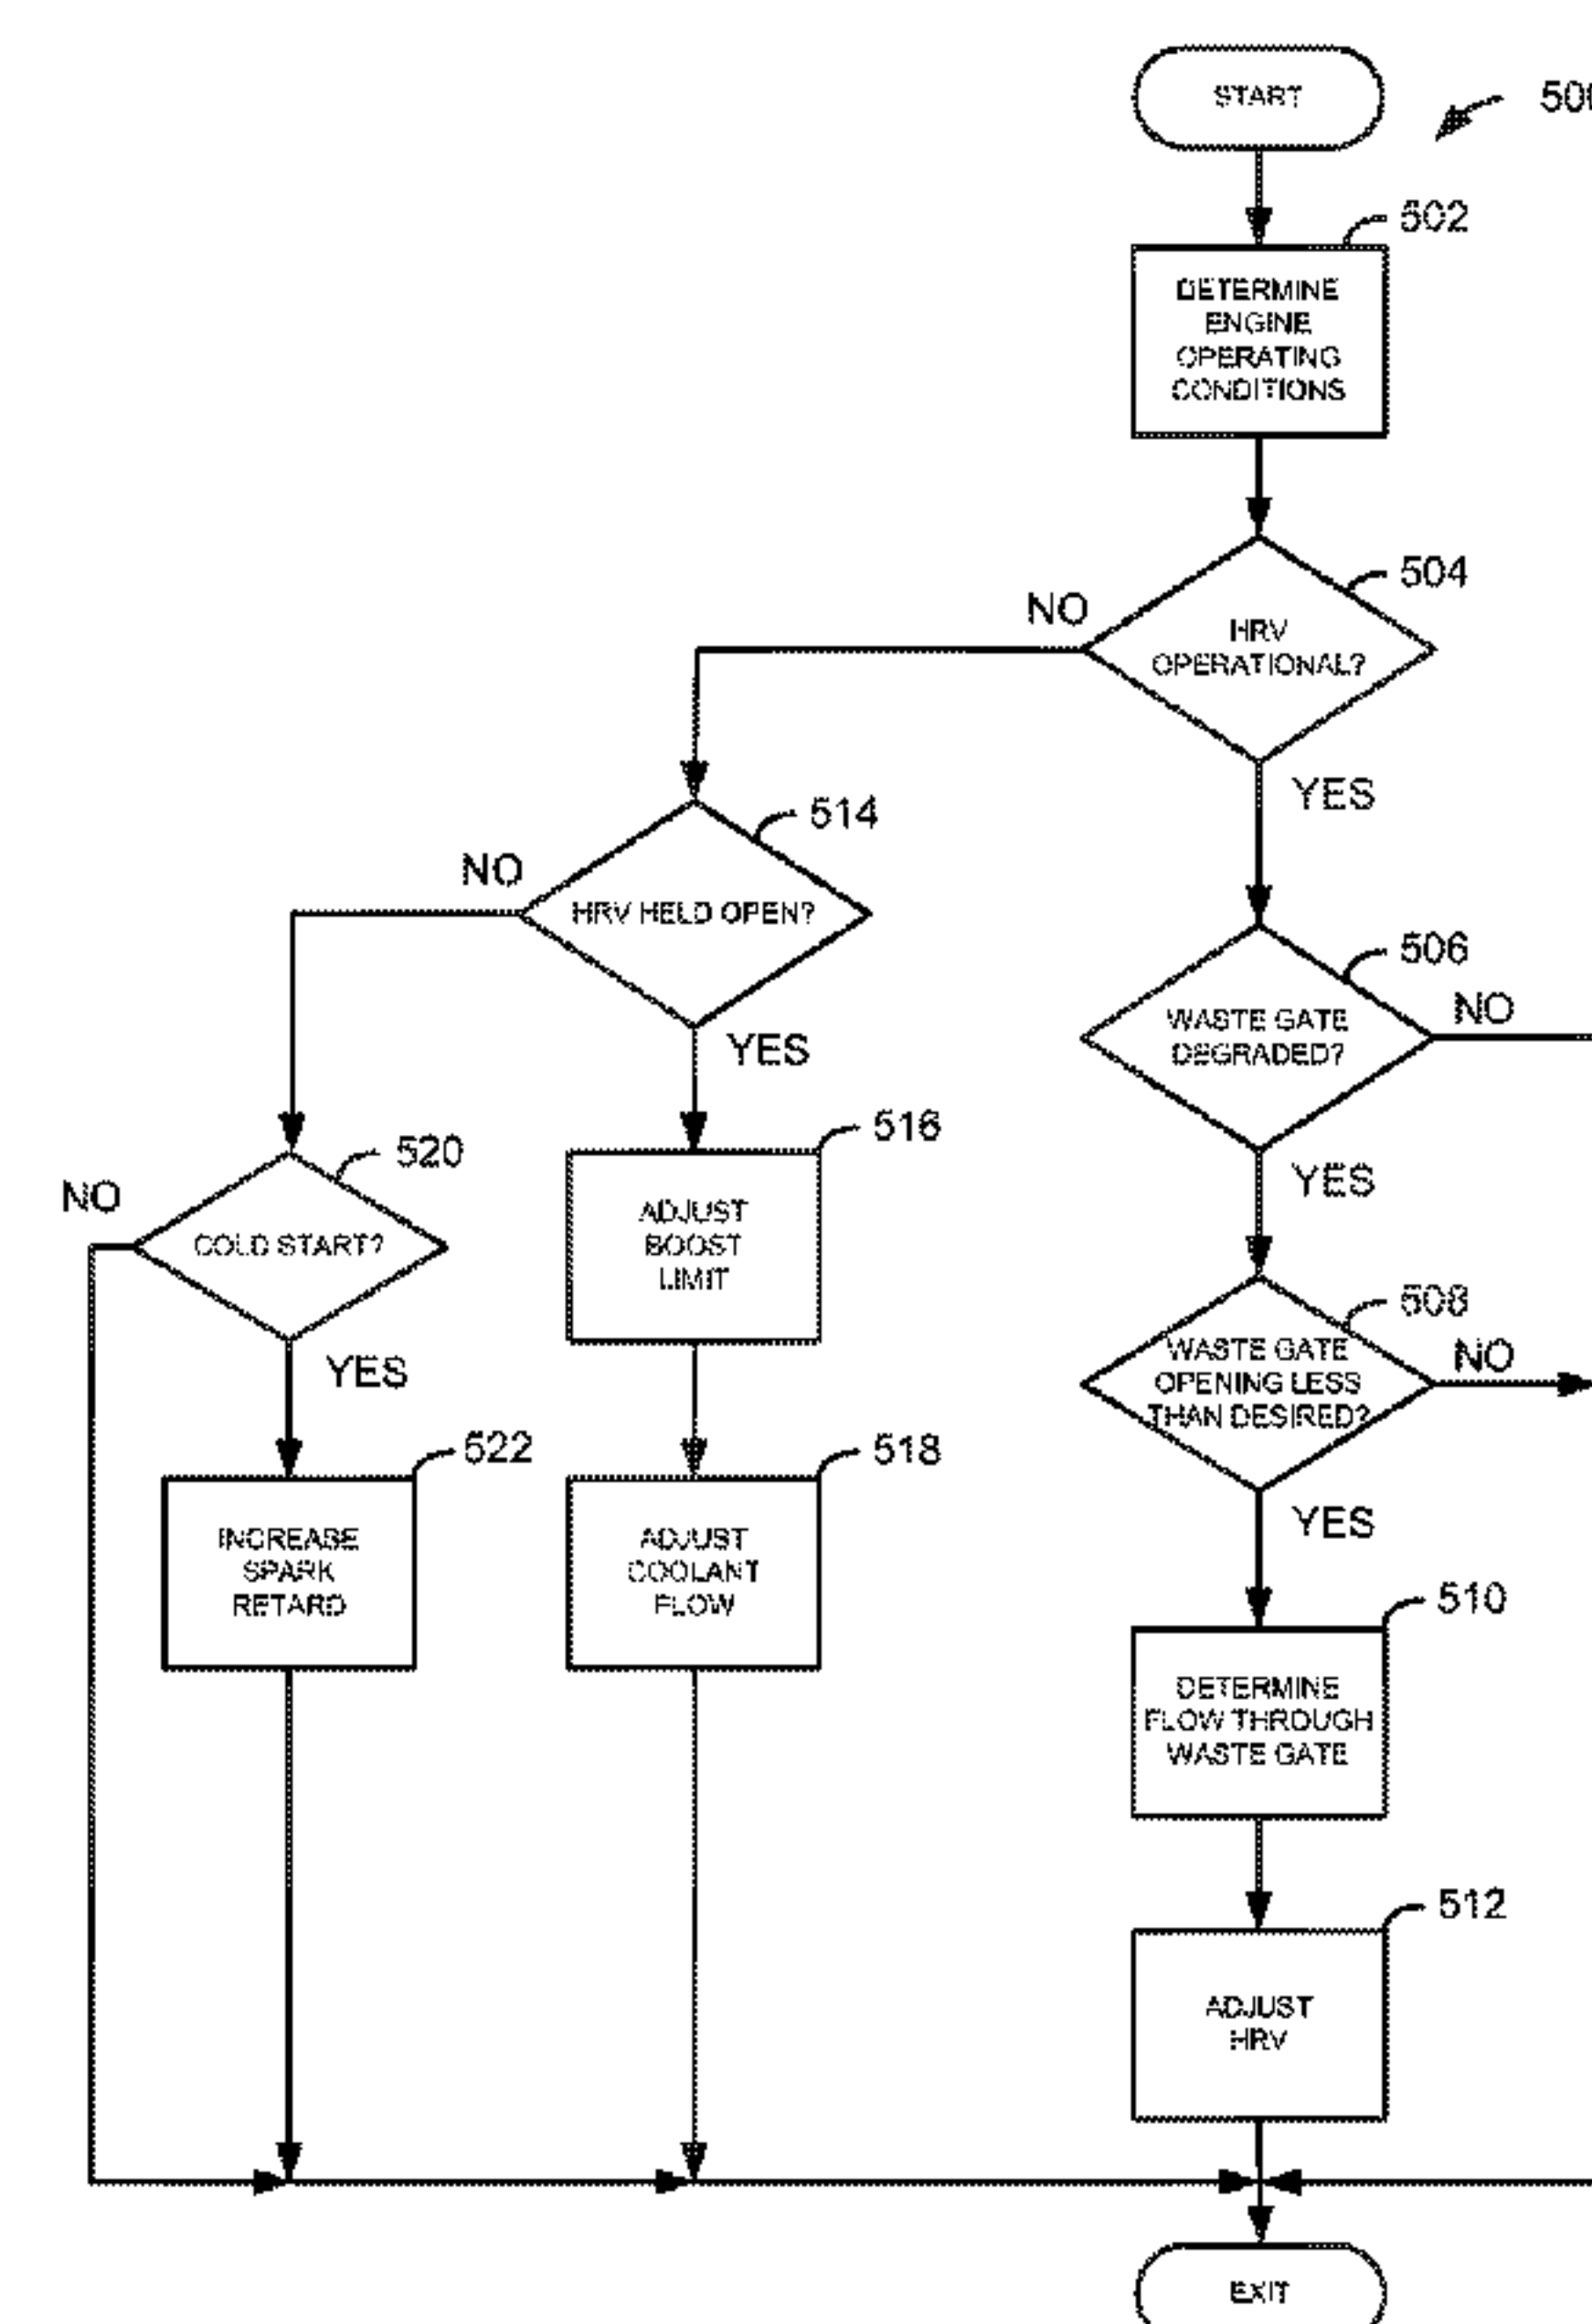 START
500
502
DETERMINE
ENGINE
OPERATING
CONDITIONS
504
NO
HRV
OPERATIONAL?
YES
514
NO
HRV HELD OPEN?
YES
506
NO
WASTE GATE
DEGRADED?
YES
516
ADJUST
BOOST
LIMIT
520
NO
COLD START?
YES
508
NO
WASTE GATE
OPENING LESS
THAN DESIRED?
YES
522
INCREASE
SPARK
RETARD
518
ADJUST
COOLANT
FLOW
510
DETERMINE
FLOW THROUGH
WASTE GATE
512
ADJUST
HRV
EXIT